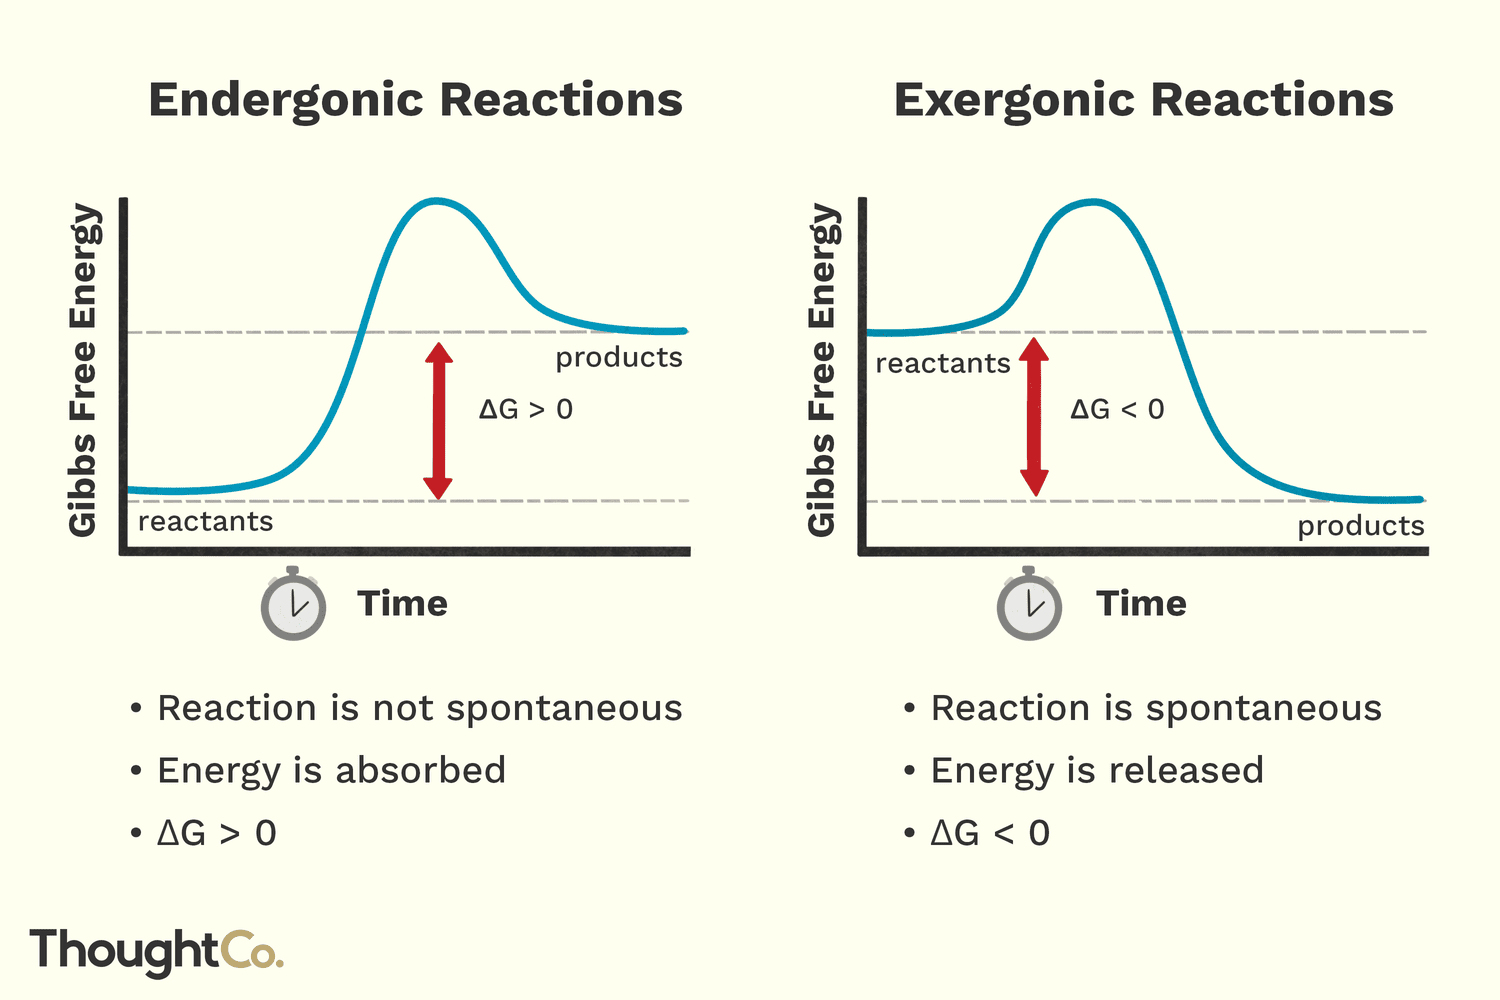 Endergonic Reactions
Gibbs Free Energy
products
ΔG > 0
reactants
Time
• Reaction is not spontaneous
• Energy is absorbed
• ΔG > 0
Exergonic Reactions
Gibbs Free Energy
reactants
ΔG < 0
products
Time
• Reaction is spontaneous
• Energy is released
• ΔG < 0
ThoughtCo.